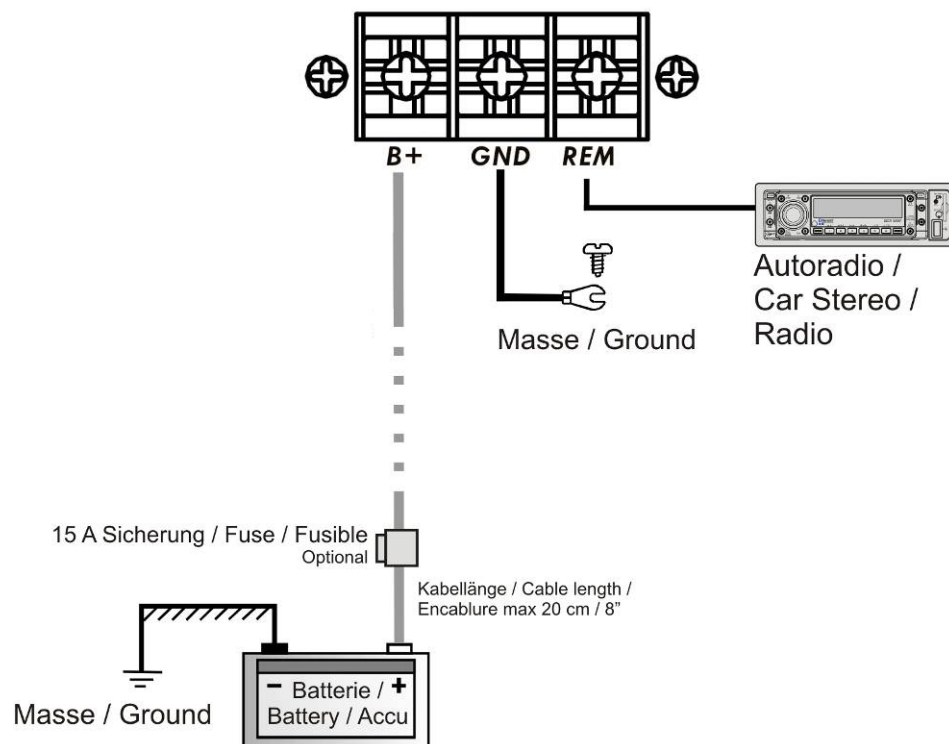 B+ GND REM
Autoradio /
Car Stereo /
Radio
Masse / Ground
15 A Sicherung / Fuse / Fusible
Optional
Kabellänge / Cable length /
Encablure max 20 cm / 8”
Masse / Ground
- Batterie / +
Battery / Accu